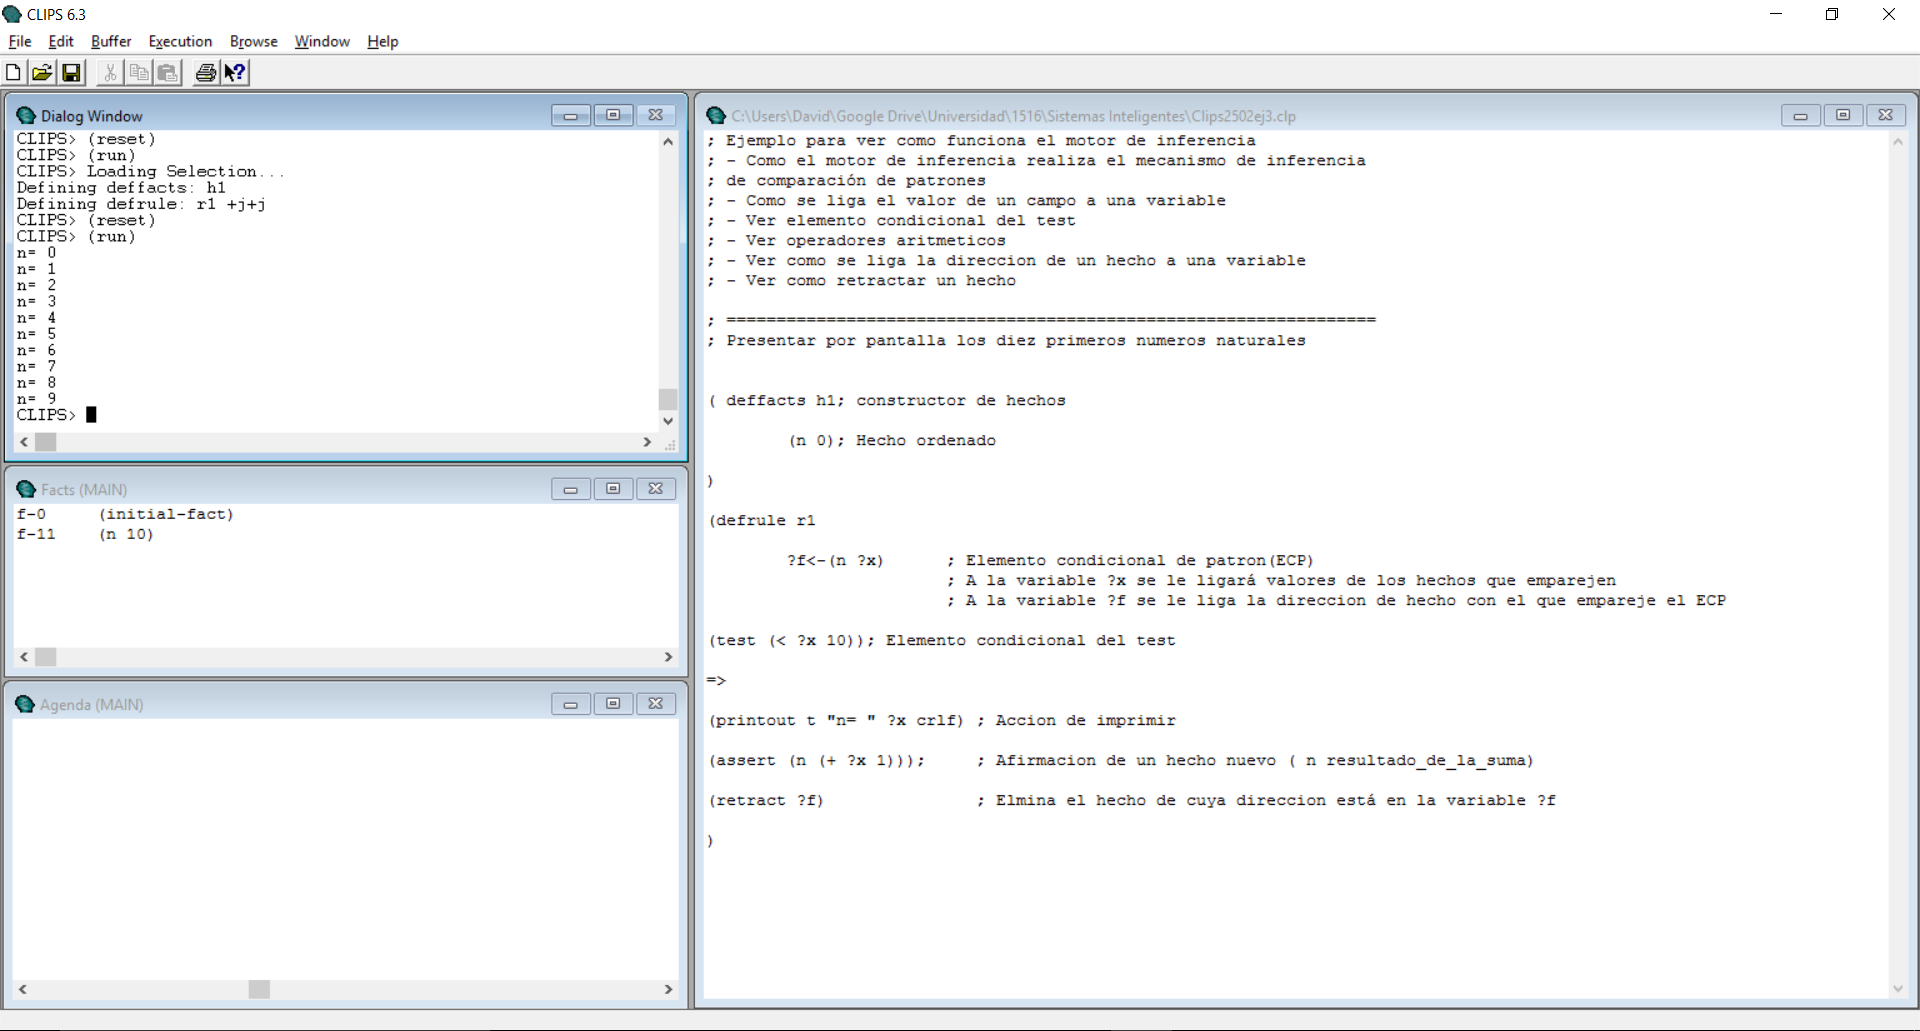 CLIPS 6.3
File Edit Buffer Execution Browse Window Help
Dialog Window
CLIPS> (reset)
CLIPS> (run)
CLIPS> Loading Selection...
Defining deffacts: h1
Defining defrule: r1 +j+j
CLIPS> (reset)
CLIPS> (run)
n= 0
n= 1
n= 2
n= 3
n= 4
n= 5
n= 6
n= 7
n= 8
n= 9
CLIPS>
Facts (MAIN)
f-0 (initial-fact)
f-11 (n 10)
Agenda (MAIN)
C:\Users\David\Google Drive\Universidad\1516\Sistemas Inteligentes\Clips2502ej3.clp
; Ejemplo para ver como funciona el motor de inferencia
; - Como el motor de inferencia realiza el mecanismo de inferencia
; de comparación de patrones
; - Como se liga el valor de un campo a una variable
; - Ver elemento condicional del test
; - Ver operadores aritmeticos
; - Ver como se liga la direccion de un hecho a una variable
; - Ver como retractar un hecho
; =================================================================
; Presentar por pantalla los diez primeros numeros naturales
( deffacts h1; constructor de hechos
(n 0); Hecho ordenado
)
(defrule r1
?f<-(n ?x) ; Elemento condicional de patron(ECP)
; A la variable ?x se le ligará valores de los hechos que emparejen
; A la variable ?f se le liga la direccion de hecho con el que empareje el ECP
(test (< ?x 10)); Elemento condicional del test
=>
(printout t "n= " ?x crlf) ; Accion de imprimir
(assert (n (+ ?x 1))); ; Afirmacion de un hecho nuevo ( n resultado_de_la_suma)
(retract ?f) ; Elmina el hecho de cuya direccion está en la variable ?f
)